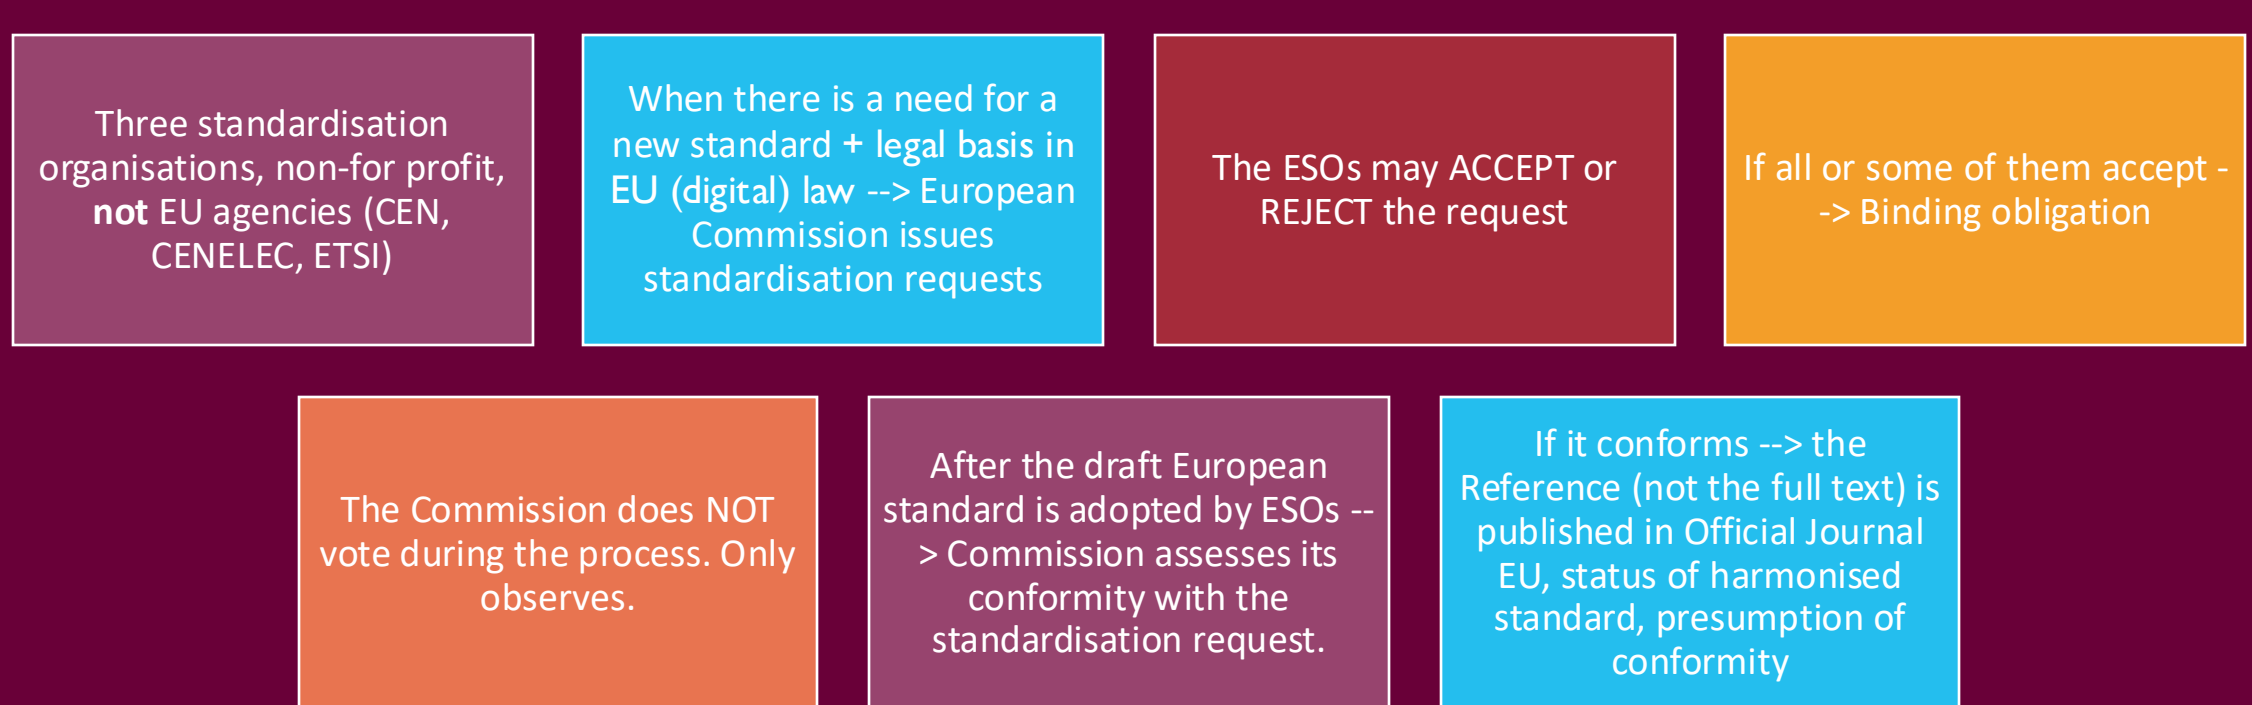 Three standardisation
organisations, non-for profit,
not EU agencies (CEN,
CENELEC, ETSI)
When there is a need for a
new standard + legal basis in
EU (digital) law --> European
Commission issues
standardisation requests
The ESOs may ACCEPT or
REJECT the request
If all or some of them accept -
-> Binding obligation
The Commission does NOT
vote during the process. Only
observes.
After the draft European
standard is adopted by ESOs --
> Commission assesses its
conformity with the
standardisation request.
If it conforms --> the
Reference (not the full text) is
published in Official Journal
EU, status of harmonised
standard, presumption of
conformity